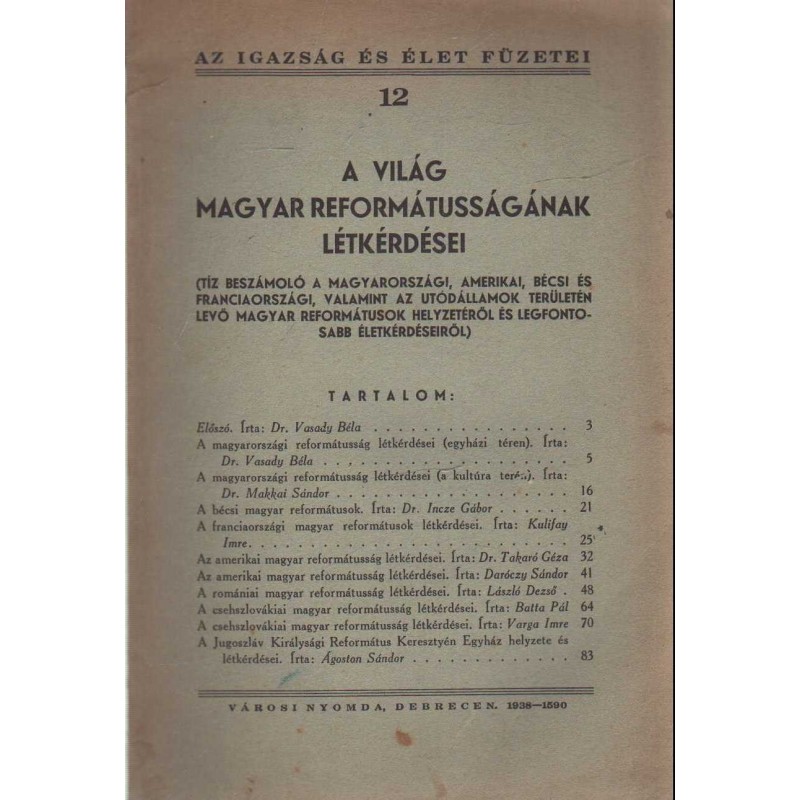 AZ IGAZSÁG ÉS ÉLET FÜZETEI
12
A VILÁG
MAGYAR REFORMÁTUSSÁGÁNAK
LÉTKÉRDÉSEI
(TÍZ BESZÁMOLÓ A MAGYARORSZÁGI, AMERIKAI, BÉCSI ÉS
FRANCIAORSZÁGI, VALAMINT AZ UTÓDÁLLAMOK TERÜLETÉN
LEVŐ MAGYAR REFORMÁTUSOK HELYZETÉRŐL ÉS LEGFONTO-
SABB ÉLETKÉRDÉSEIRŐL)
TARTALOM:
Előszó. Írta: Dr. Vasady Béla . . . . . . . . . . . . . . . . 3
A magyarországi reformátusság létkérdései (egyházi téren). Írta:
Dr. Vasady Béla . . . . . . . . . . . . . . . . . . . . 5
A magyarországi reformátusság létkérdései (a kultúra terén). Írta:
Dr. Makkai Sándor . . . . . . . . . . . . . . . . . . . 16
A bécsi magyar reformátusok. Írta: Dr. Incze Gábor . . . . . . 21
A franciaországi magyar reformátusok létkérdései. Írta: Kulifay
Imre. . . . . . . . . . . . . . . . . . . . . . . . . . 25
Az amerikai magyar reformátusság létkérdései. Írta: Dr. Takaró Géza 32
Az amerikai magyar reformátusság létkérdései. Írta: Daróczy Sándor 41
A romániai magyar reformátusság létkérdései. Írta: László Dezső . 48
A csehszlovákiai magyar reformátusság létkérdései. Írta: Batta Pál 64
A csehszlovákiai magyar reformátusság létkérdései. Írta: Varga Imre 70
A Jugoszláv Királysági Református Keresztyén Egyház helyzete és
létkérdései. Írta: Ágoston Sándor . . . . . . . . . . . . . 83
VÁROSI NYOMDA, DEBRECEN. 1938—1590